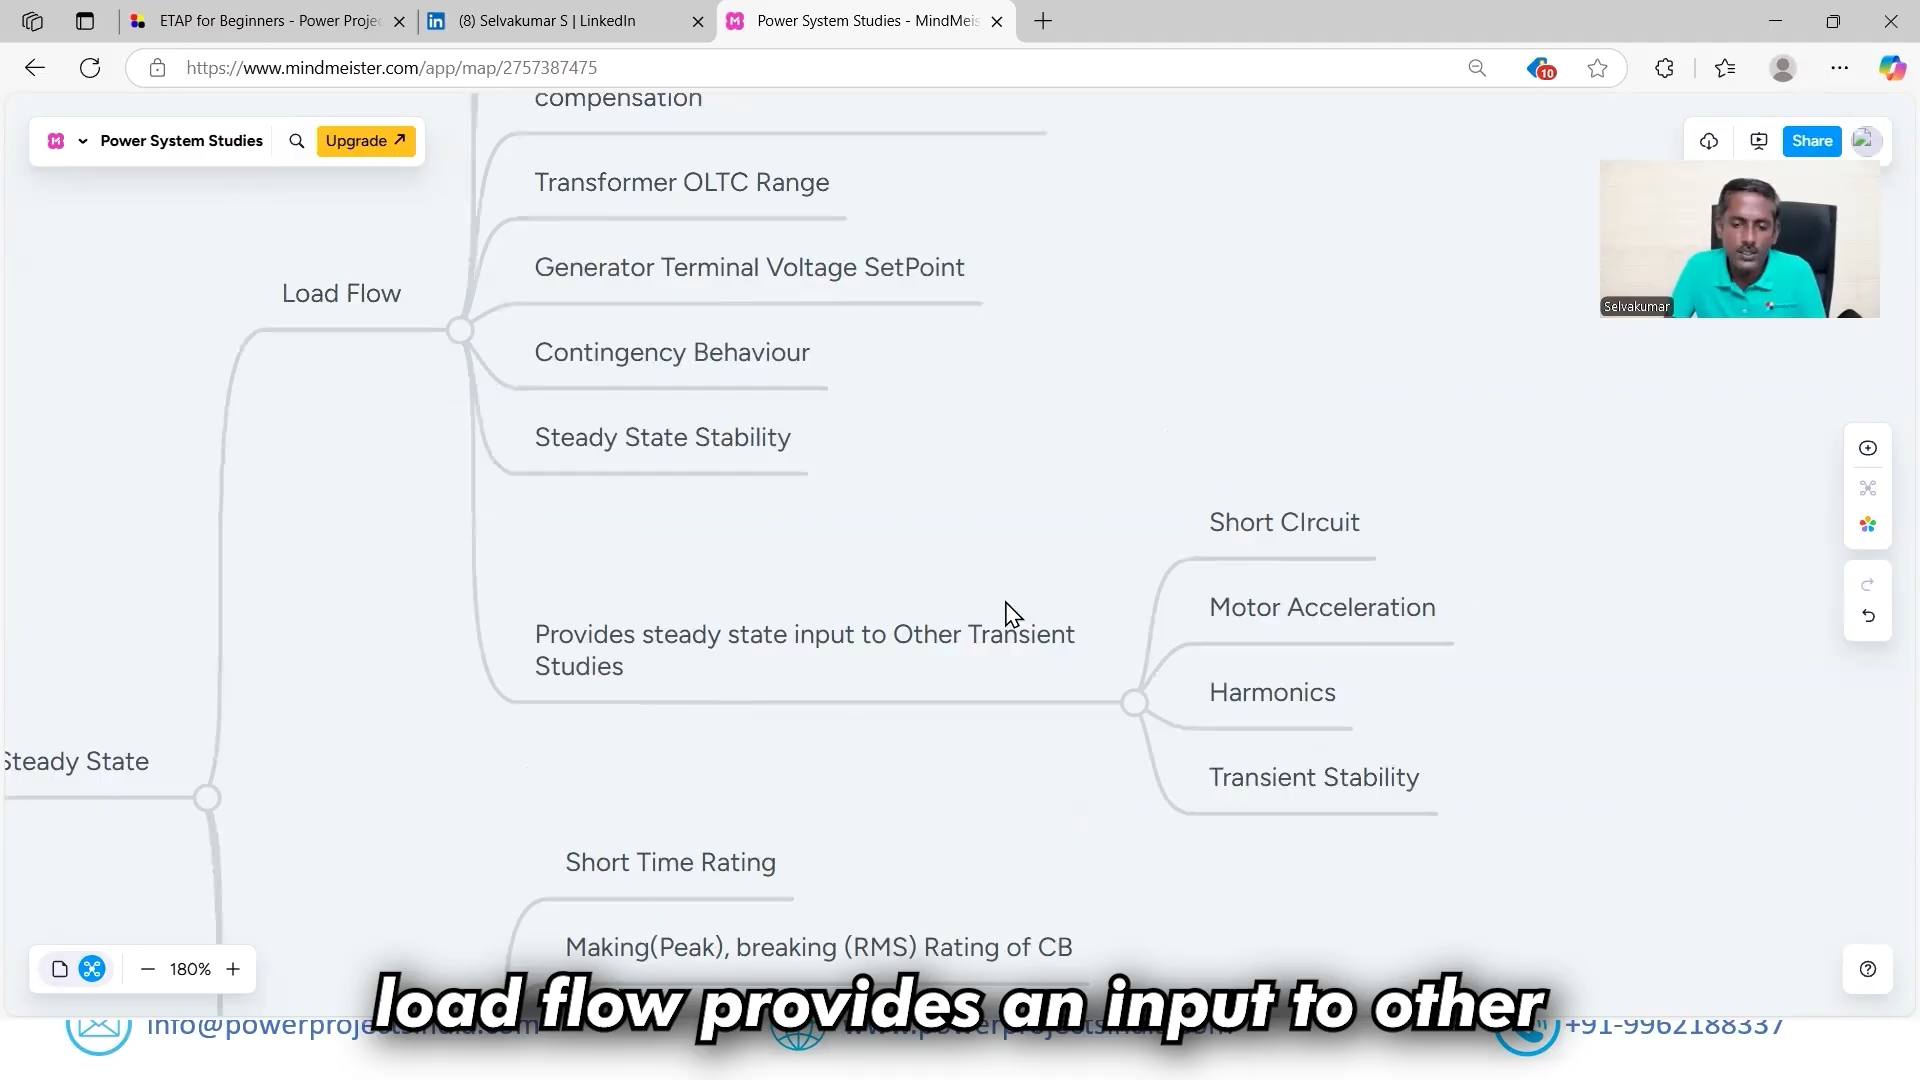 ETAP for Beginners - Power Proje
(8) Selvakumar S | LinkedIn
Power System Studies - MindMeis
https://www.mindmeister.com/app/map/2757387475
10
compensation
Power System Studies
Upgrade
Share
Transformer OLTC Range
Generator Terminal Voltage SetPoint
Load Flow
Selvakumar
Contingency Behaviour
Steady State Stability
Short CIrcuit
Motor Acceleration
Provides steady state input to Other Transient
Studies
Harmonics
Steady State
Transient Stability
Short Time Rating
Making(Peak), breaking (RMS) Rating of CB
180%
load flow provides an input to other
+91-9962188337